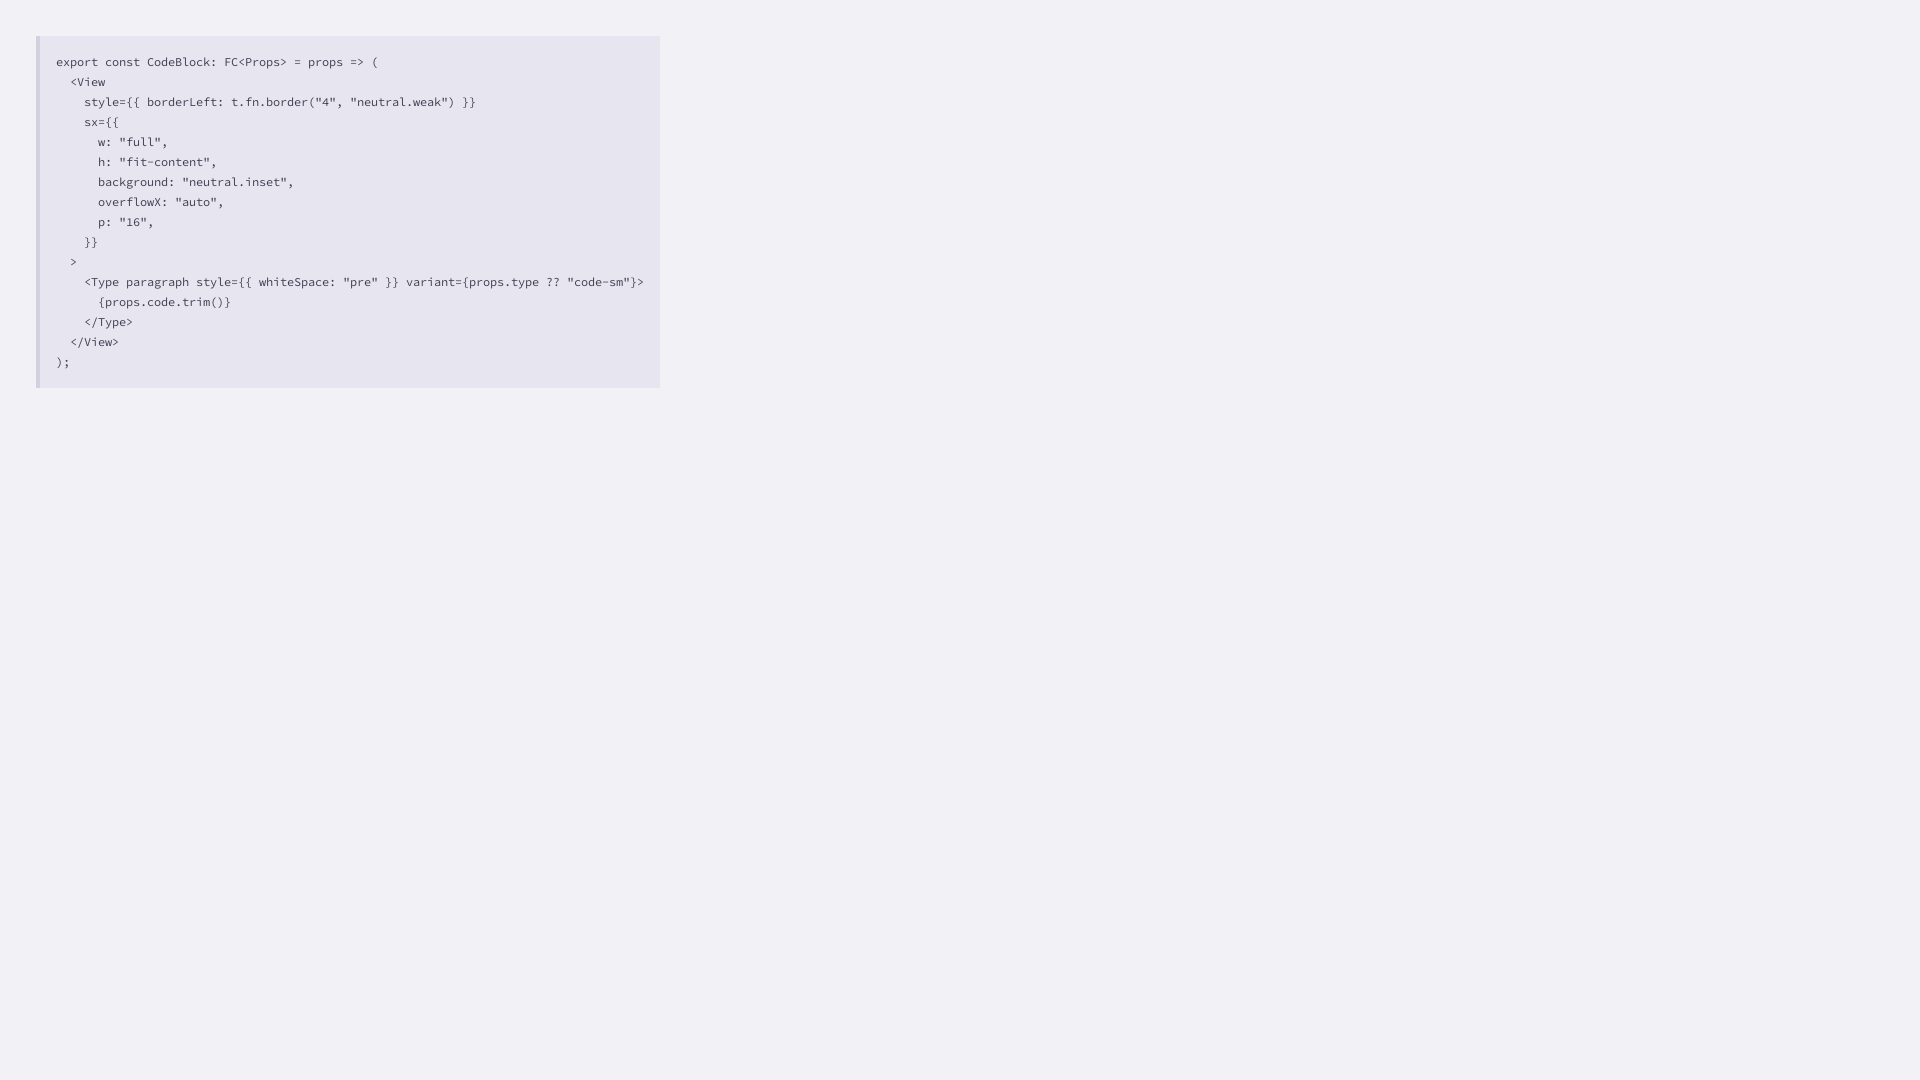 export const CodeBlock: FC<Props> = props => (
  <View
    style={{ borderLeft: t.fn.border("4", "neutral.weak") }}
    sx={{
      w: "full",
      h: "fit-content",
      background: "neutral.inset",
      overflowX: "auto",
      p: "16",
    }}
  >
    <Type paragraph style={{ whiteSpace: "pre" }} variant={props.type ?? "code-sm"}>
      {props.code.trim()}
    </Type>
  </View>
);